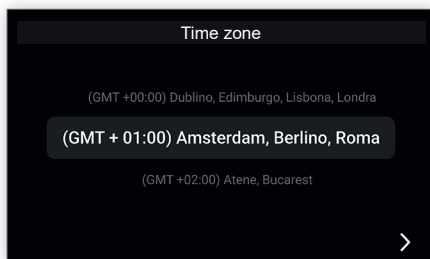 Time zone
(GMT +00:00) Dublino, Edimburgo, Lisbona, Londra
(GMT + 01:00) Amsterdam, Berlino, Roma
(GMT +02:00) Atene, Bucarest